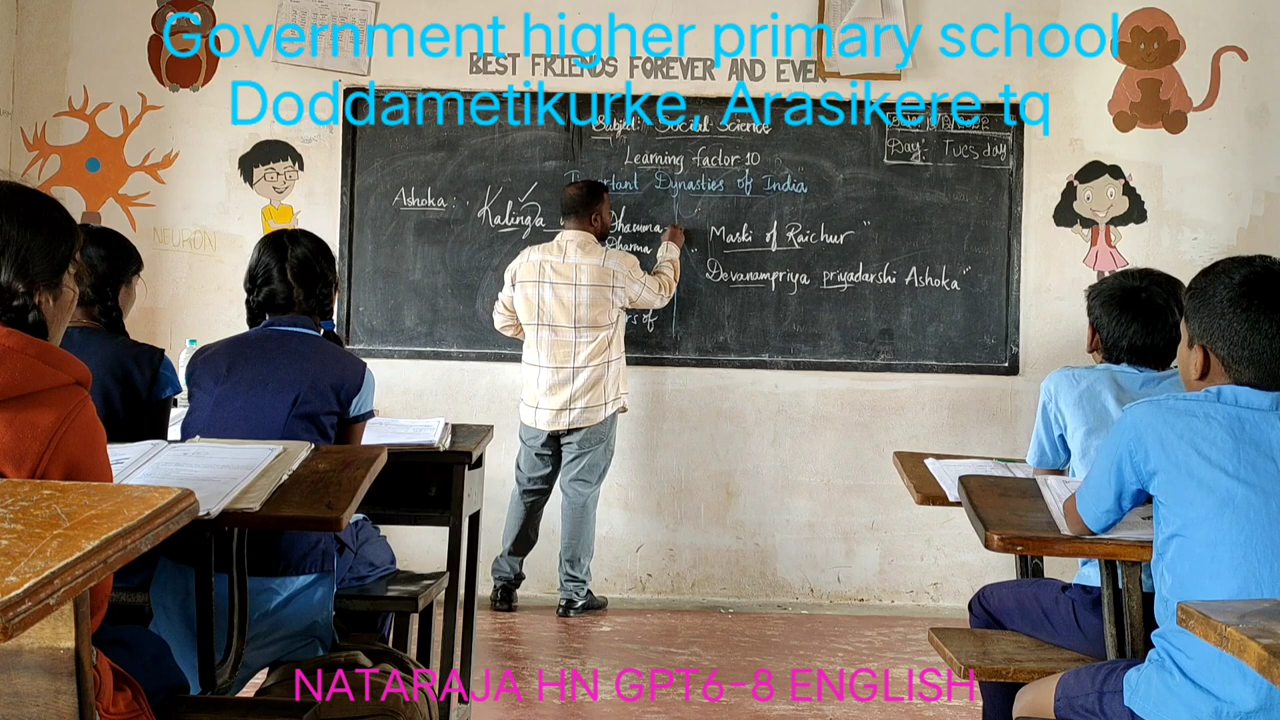 Government higher primary school
BEST FRIENDS FOREVER AND EVER
Doddametikurke, Arasikere tq
Subject: Social Science
Day: Tuesday
Learning factor 10
Important Dynasties of India
Ashoka:
Kalinga
Dhamma
Maski of Raichur"
Dharma
"Devanampriya priyadarshi Ashoka"
of
NEURON
NATARAJA HN GPT6-8 ENGLISH